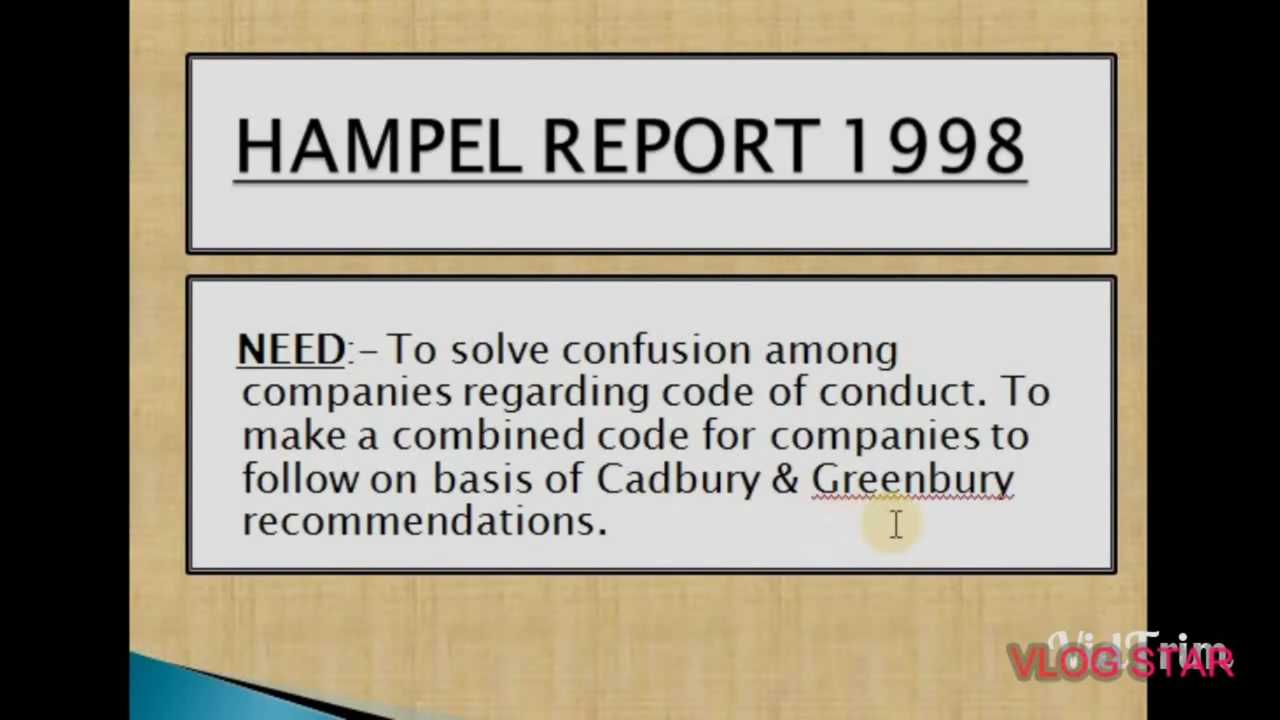 HAMPEL REPORT 1998
NEED:- To solve confusion among
companies regarding code of conduct. To
make a combined code for companies to
follow on basis of Cadbury & Greenbury
recommendations.
VidTrim
VLOG STAR